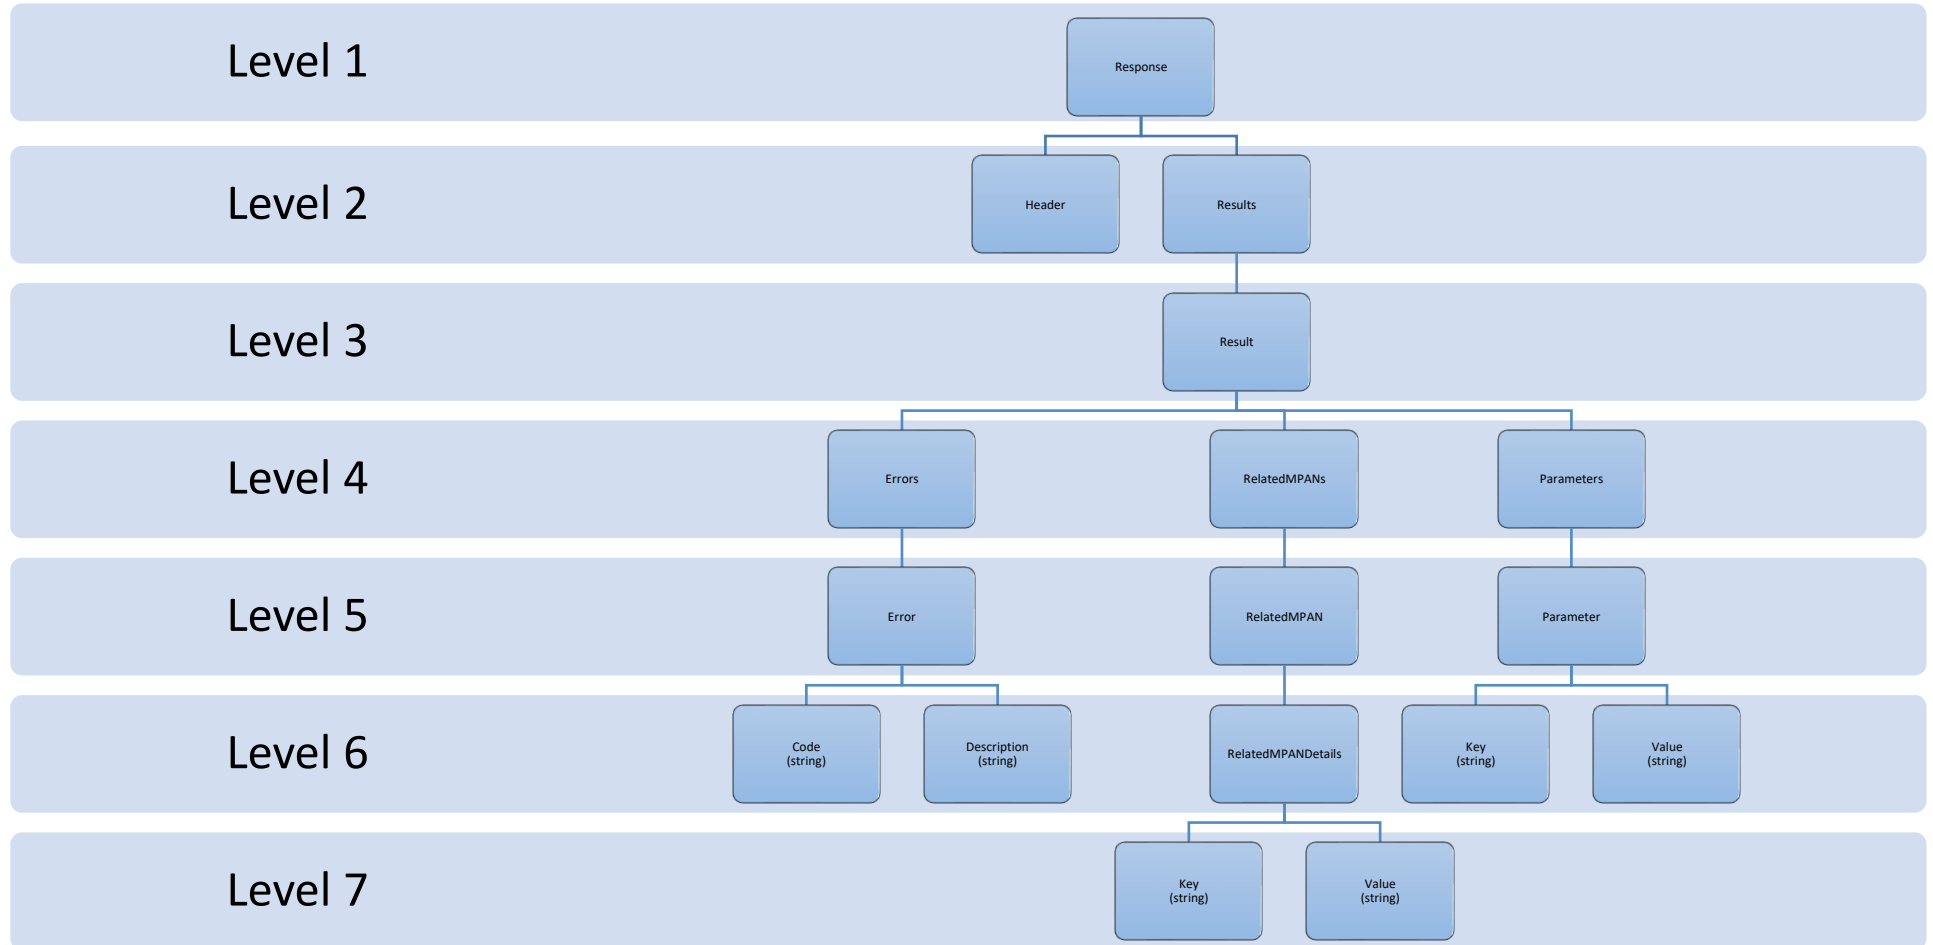 Level 1
Response
Level 2
Header
Results
Level 3
Result
Level 4
Errors
RelatedMPANs
Parameters
Level 5
Error
RelatedMPAN
Parameter
Level 6
Code
(string)
Description
(string)
RelatedMPANDetails
Key
(string)
Value
(string)
Level 7
Key
(string)
Value
(string)